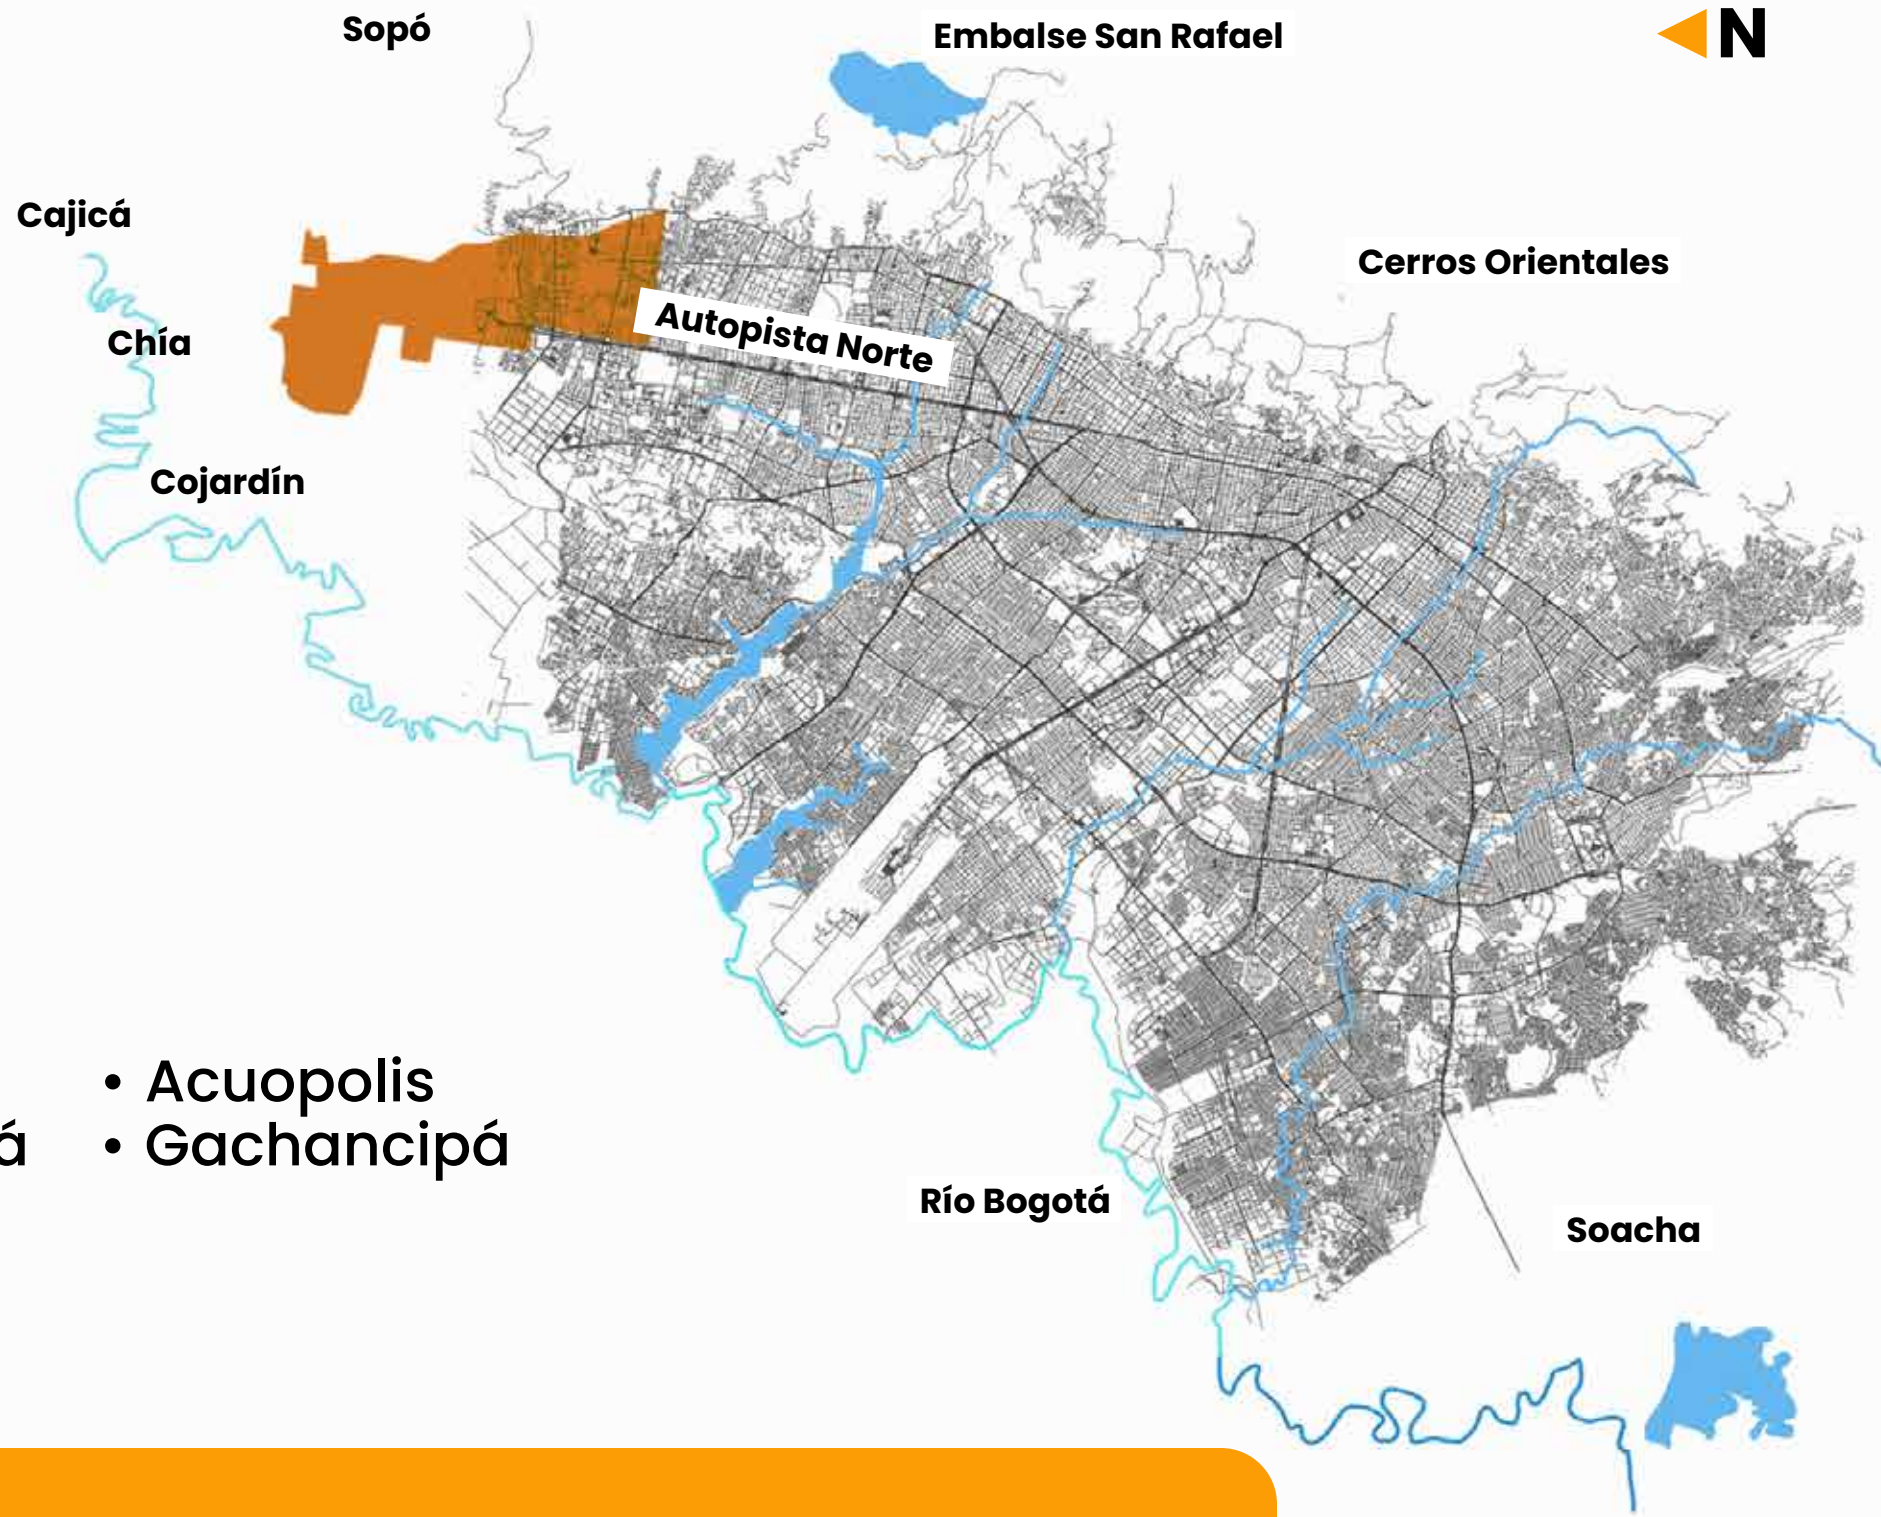 Sopó
Embalse San Rafael
N
Cajicá
Cerros Orientales
Autopista Norte
Chía
Cojardín
• Acuopolis
á
• Gachancipá
Río Bogotá
Soacha